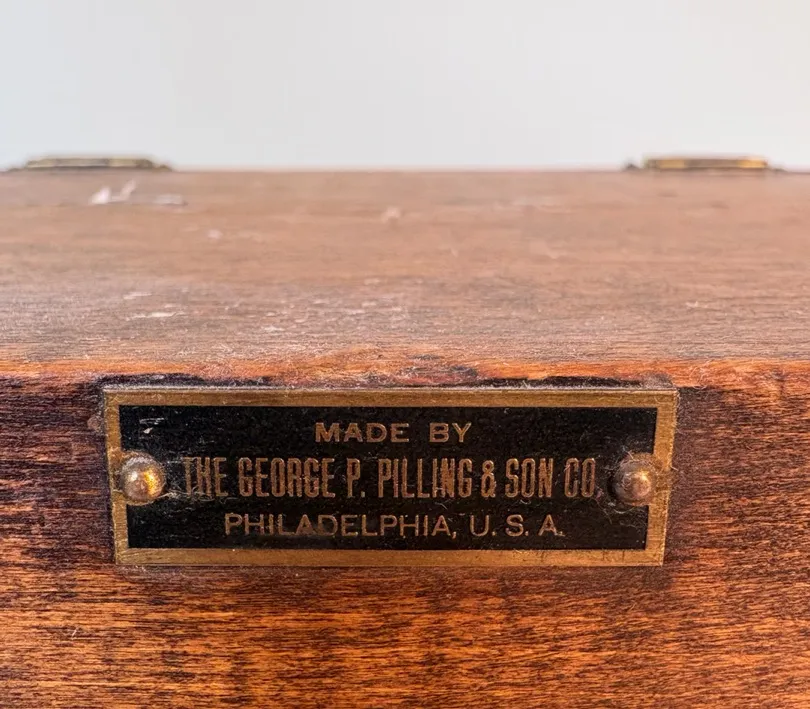 MADE BY
THE GEORGE P. PILLING & SON CO.
PHILADELPHIA, U. S. A.